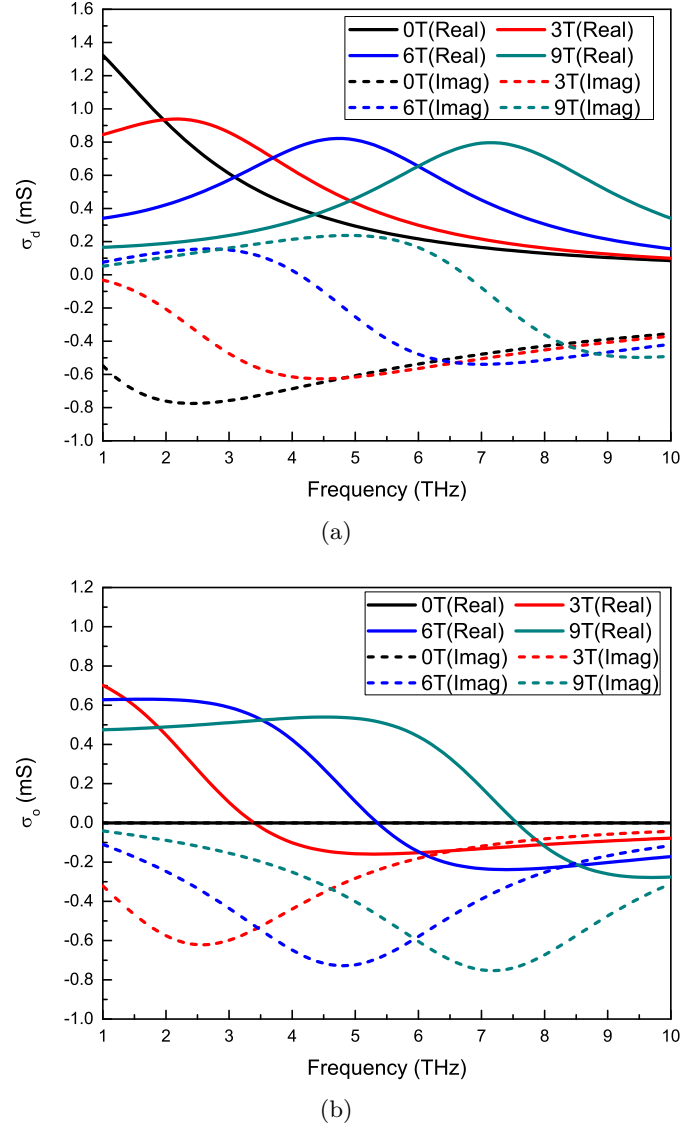 1.6
1.4
1.2
1.0
0.8
0.6
0.4
0.2
0.0
-0.2
-0.4
-0.6
-0.8
-1.0
σd (mS)
0T(Real) 3T(Real)
6T(Real) 9T(Real)
0T(Imag) 3T(Imag)
6T(Imag) 9T(Imag)
1 2 3 4 5 6 7 8 9 10
Frequency (THz)
(a)
1.2
1.0
0.8
0.6
0.4
0.2
0.0
-0.2
-0.4
-0.6
-0.8
-1.0
σo (mS)
0T(Real) 3T(Real)
6T(Real) 9T(Real)
0T(Imag) 3T(Imag)
6T(Imag) 9T(Imag)
1 2 3 4 5 6 7 8 9 10
Frequency (THz)
(b)